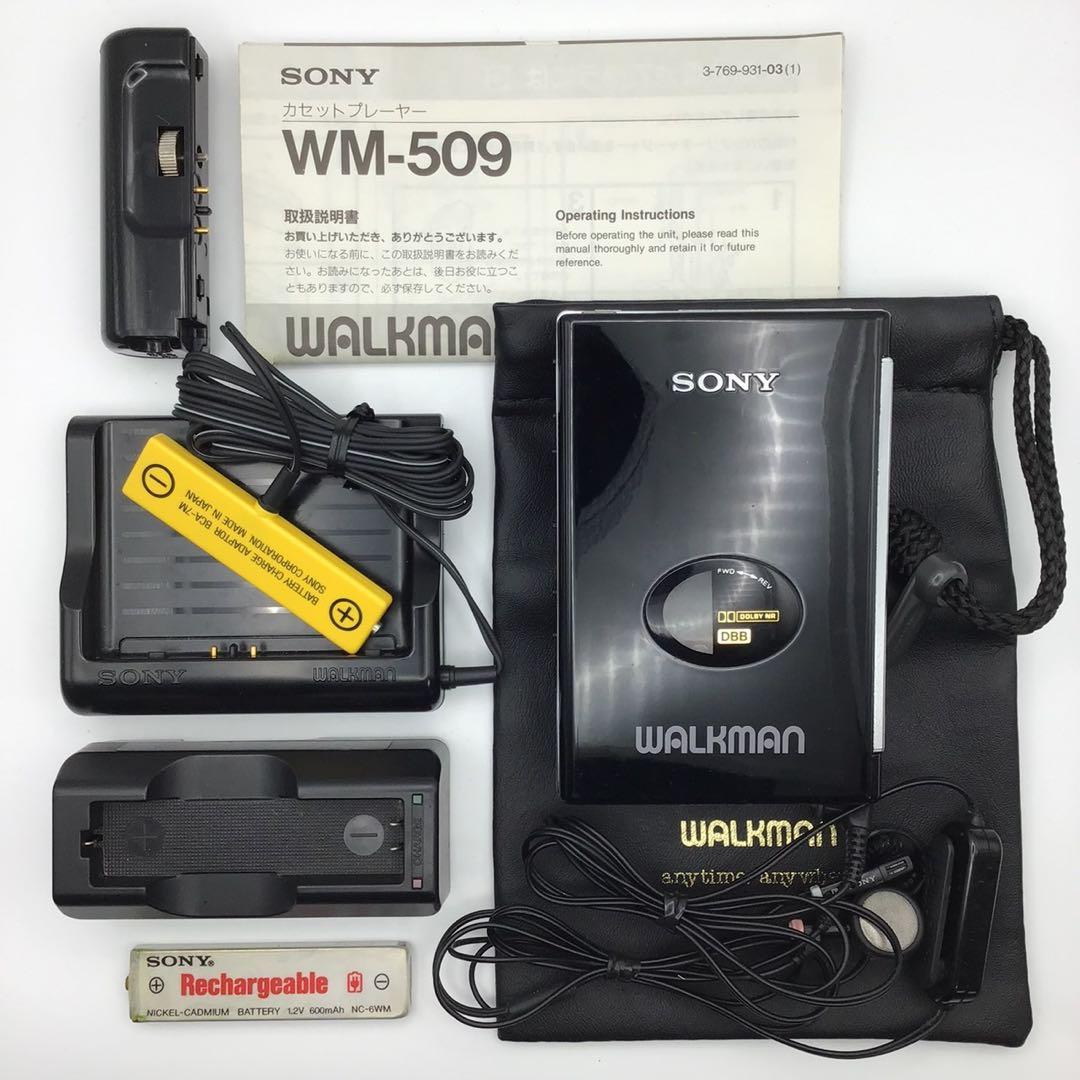 SONY
3-769-931-03(1)
カセットプレーヤー
WM-509
取扱説明書
お買い上げいただき、ありがとうございます。
お使いになる前に、この取扱説明書をお読みくだ
さい。お読みになったあとは、後日お役に立つこ
ともありますので、必ず保存してください。
Operating Instructions
Before operating the unit, please read this
manual thoroughly and retain it for future
reference.
WALKMA
SONY
FWD REV
DOLBY NR
DBB
WALKMAN
WALKMAN
anytime, anywhe
SONY
BATTERY CHARGE ADAPTOR BCA-7M
SONY CORPORATION MADE IN JAPAN
SONY
WALKMAN
CHARGE
SONY®
Rechargeable
NICKEL-CADMIUM BATTERY 1.2V 600mAh NC-6WM